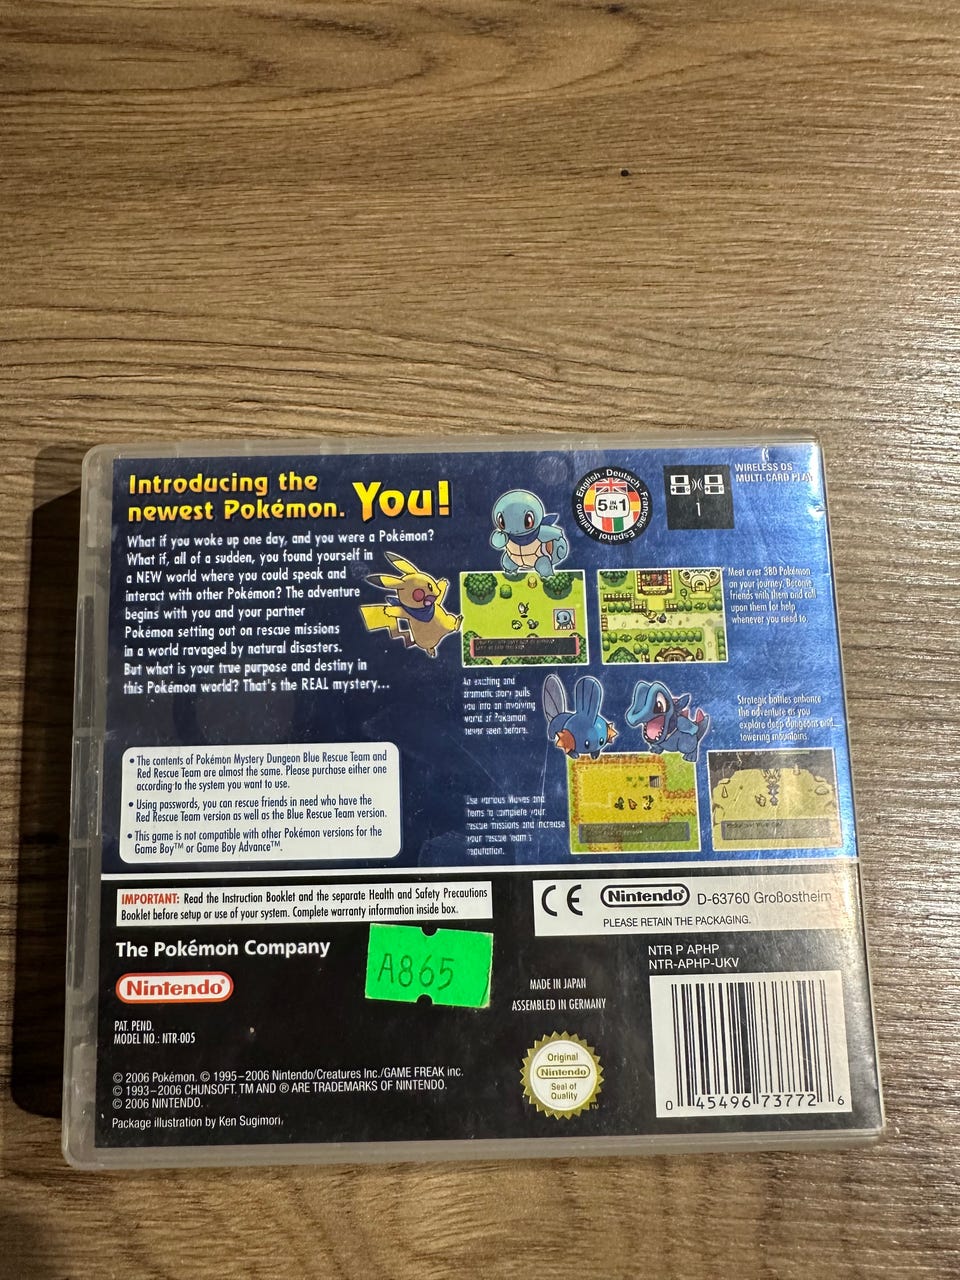 Introducing the
newest Pokémon. You!
What if you woke up one day, and you were a Pokémon?
What if, all of a sudden, you found yourself in
a NEW world where you could speak and
interact with other Pokémon? The adventure
begins with you and your partner
Pokémon setting out on rescue missions
in a world ravaged by natural disasters.
But what is your true purpose and destiny in
this Pokémon world? That's the REAL mystery...
English · Deutsch · Français · Español · Italiano
5 IN EN 1
WIRELESS DS
MULTI-CARD PLAY
1
Meet over 380 Pokémon
on your journey. Become
friends with them and call
upon them for help
whenever you need to.
An exciting and
dramatic story pulls
you into an involving
world of Pokémon
never seen before.
Strategic battles enhance
the adventure as you
explore deep dungeons and
towering mountains.
Use various Moves and
items to complete your
rescue missions and increase
your rescue team's
reputation.
• The contents of Pokémon Mystery Dungeon Blue Rescue Team and
Red Rescue Team are almost the same. Please purchase either one
according to the system you want to use.
• Using passwords, you can rescue friends in need who have the
Red Rescue Team version as well as the Blue Rescue Team version.
• This game is not compatible with other Pokémon versions for the
Game Boy™ or Game Boy Advance™.
IMPORTANT: Read the Instruction Booklet and the separate Health and Safety Precautions
Booklet before setup or use of your system. Complete warranty information inside box.
CE Nintendo® D-63760 Großostheim
PLEASE RETAIN THE PACKAGING.
The Pokémon Company
A865
NTR P APHP
NTR-APHP-UKV
Nintendo®
MADE IN JAPAN
ASSEMBLED IN GERMANY
PAT. PEND.
MODEL NO.: NTR-005
Original
Nintendo
Seal of
Quality
TM
© 2006 Pokémon. © 1995–2006 Nintendo/Creatures Inc./GAME FREAK inc.
© 1993–2006 CHUNSOFT. TM AND ® ARE TRADEMARKS OF NINTENDO.
© 2006 NINTENDO.
Package illustration by Ken Sugimori.
0 45496 73772 6